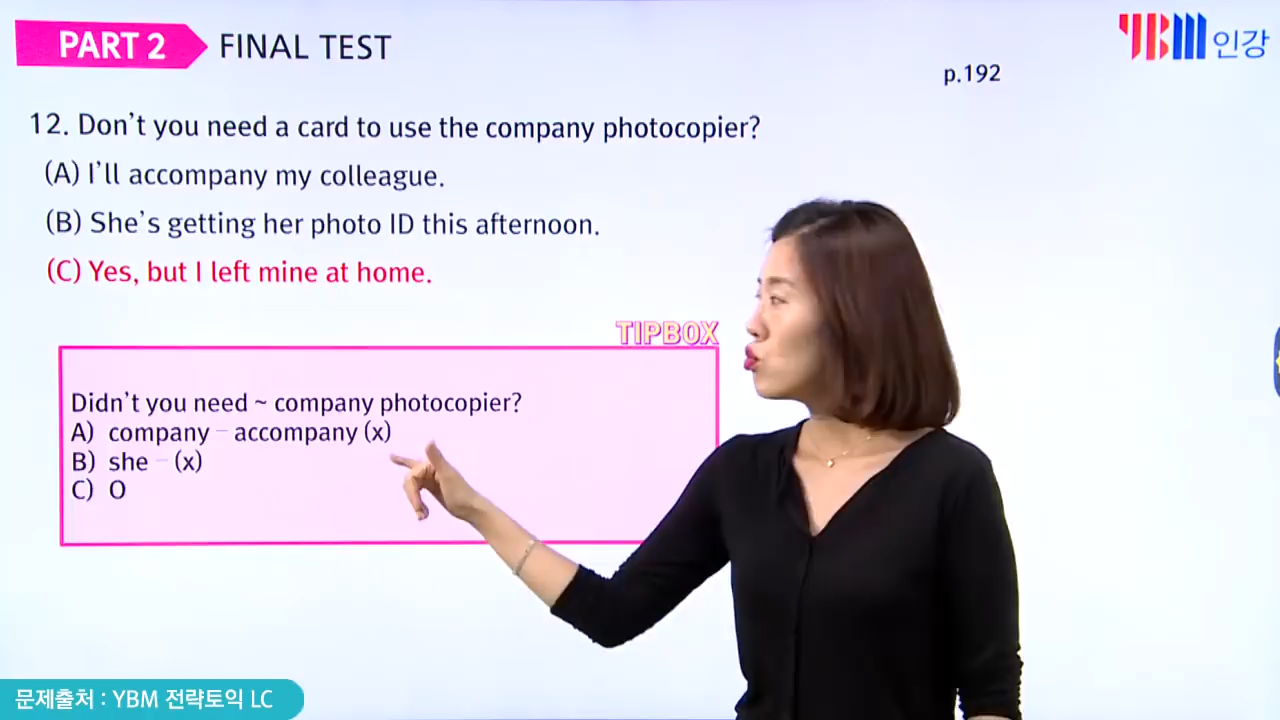 PART 2 FINAL TEST
YBM 인강
p.192
12. Don't you need a card to use the company photocopier?
(A) I'll accompany my colleague.
(B) She's getting her photo ID this afternoon.
(C) Yes, but I left mine at home.
TIPBOX
Didn't you need ~ company photocopier?
A) company – accompany (x)
B) she – (x)
C) O
문제출처 : YBM 전략토익 LC